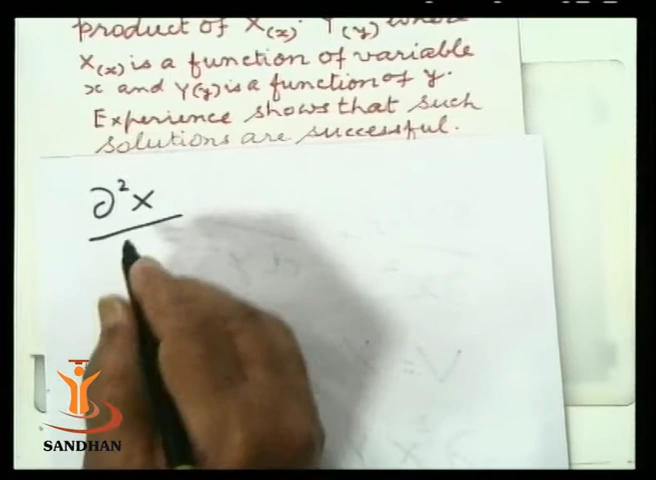 product of X(x). Y(y) where
X(x) is a function of variable
x and Y(y) is a function of y.
Experience shows that such
solutions are successful.
∂²X
SANDHAN